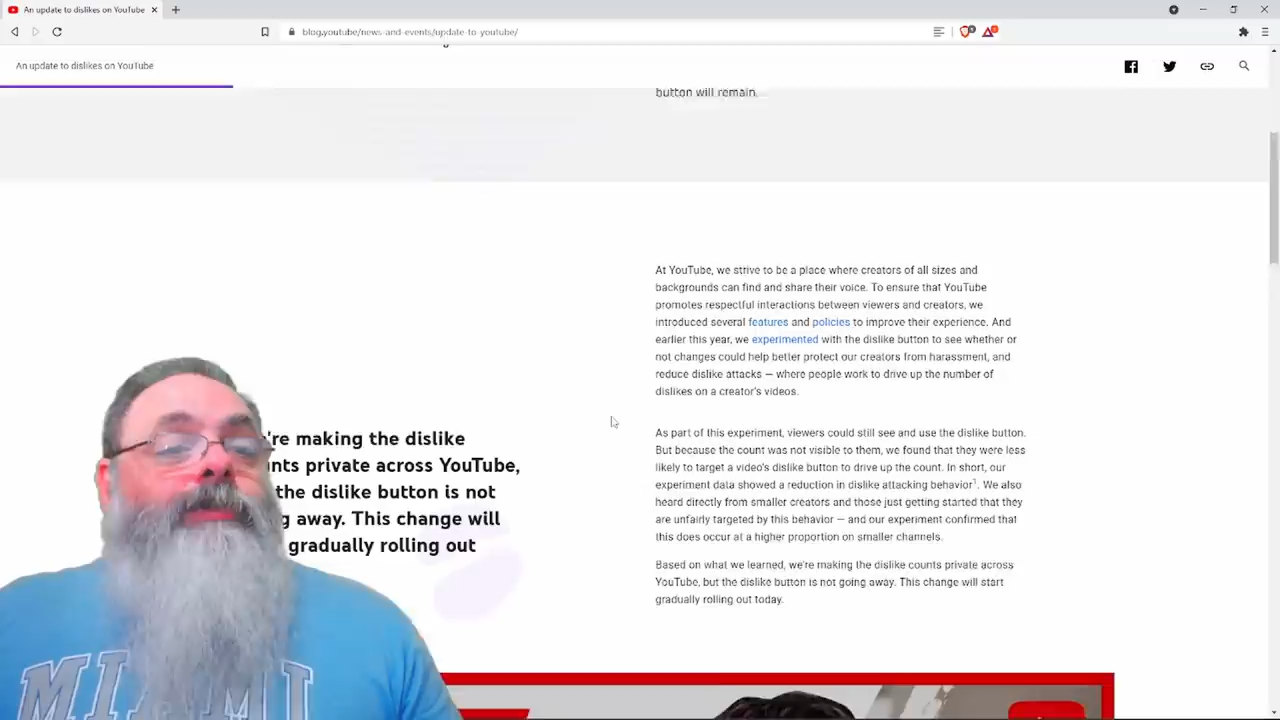 An update to dislikes on YouTube
blog.youtube/news-and-events/update-to-youtube/
An update to dislikes on YouTube
button will remain.
At YouTube, we strive to be a place where creators of all sizes and
backgrounds can find and share their voice. To ensure that YouTube
promotes respectful interactions between viewers and creators, we
introduced several features and policies to improve their experience. And
earlier this year, we experimented with the dislike button to see whether or
not changes could help better protect our creators from harassment, and
reduce dislike attacks — where people work to drive up the number of
dislikes on a creator's videos.
're making the dislike
nts private across YouTube,
the dislike button is not
g away. This change will
gradually rolling out
As part of this experiment, viewers could still see and use the dislike button.
But because the count was not visible to them, we found that they were less
likely to target a video's dislike button to drive up the count. In short, our
experiment data showed a reduction in dislike attacking behavior1. We also
heard directly from smaller creators and those just getting started that they
are unfairly targeted by this behavior — and our experiment confirmed that
this does occur at a higher proportion on smaller channels.
Based on what we learned, we're making the dislike counts private across
YouTube, but the dislike button is not going away. This change will start
gradually rolling out today.
MIAMI